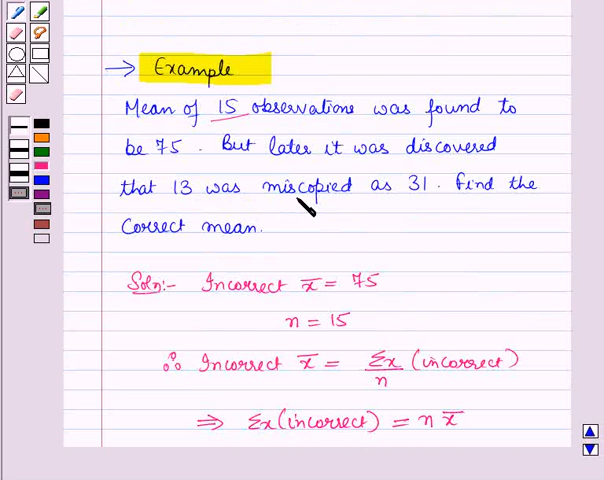 → Example
Mean of 15 observations was found to
be 75. But later it was discovered
that 13 was miscopied as 31. Find the
Correct mean.
Soln:- Incorrect x̄ = 75
n = 15
∴ Incorrect x̄ = Σx/n (incorrect)
⇒ Σx(incorrect) = n x̄